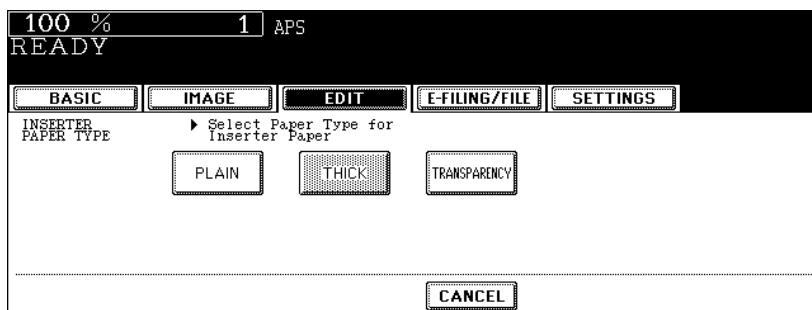 100 % 1 APS
READY
BASIC IMAGE EDIT E-FILING/FILE SETTINGS
INSERTER
PAPER TYPE
▶ Select Paper Type for
Inserter Paper
PLAIN THICK TRANSPARENCY
CANCEL